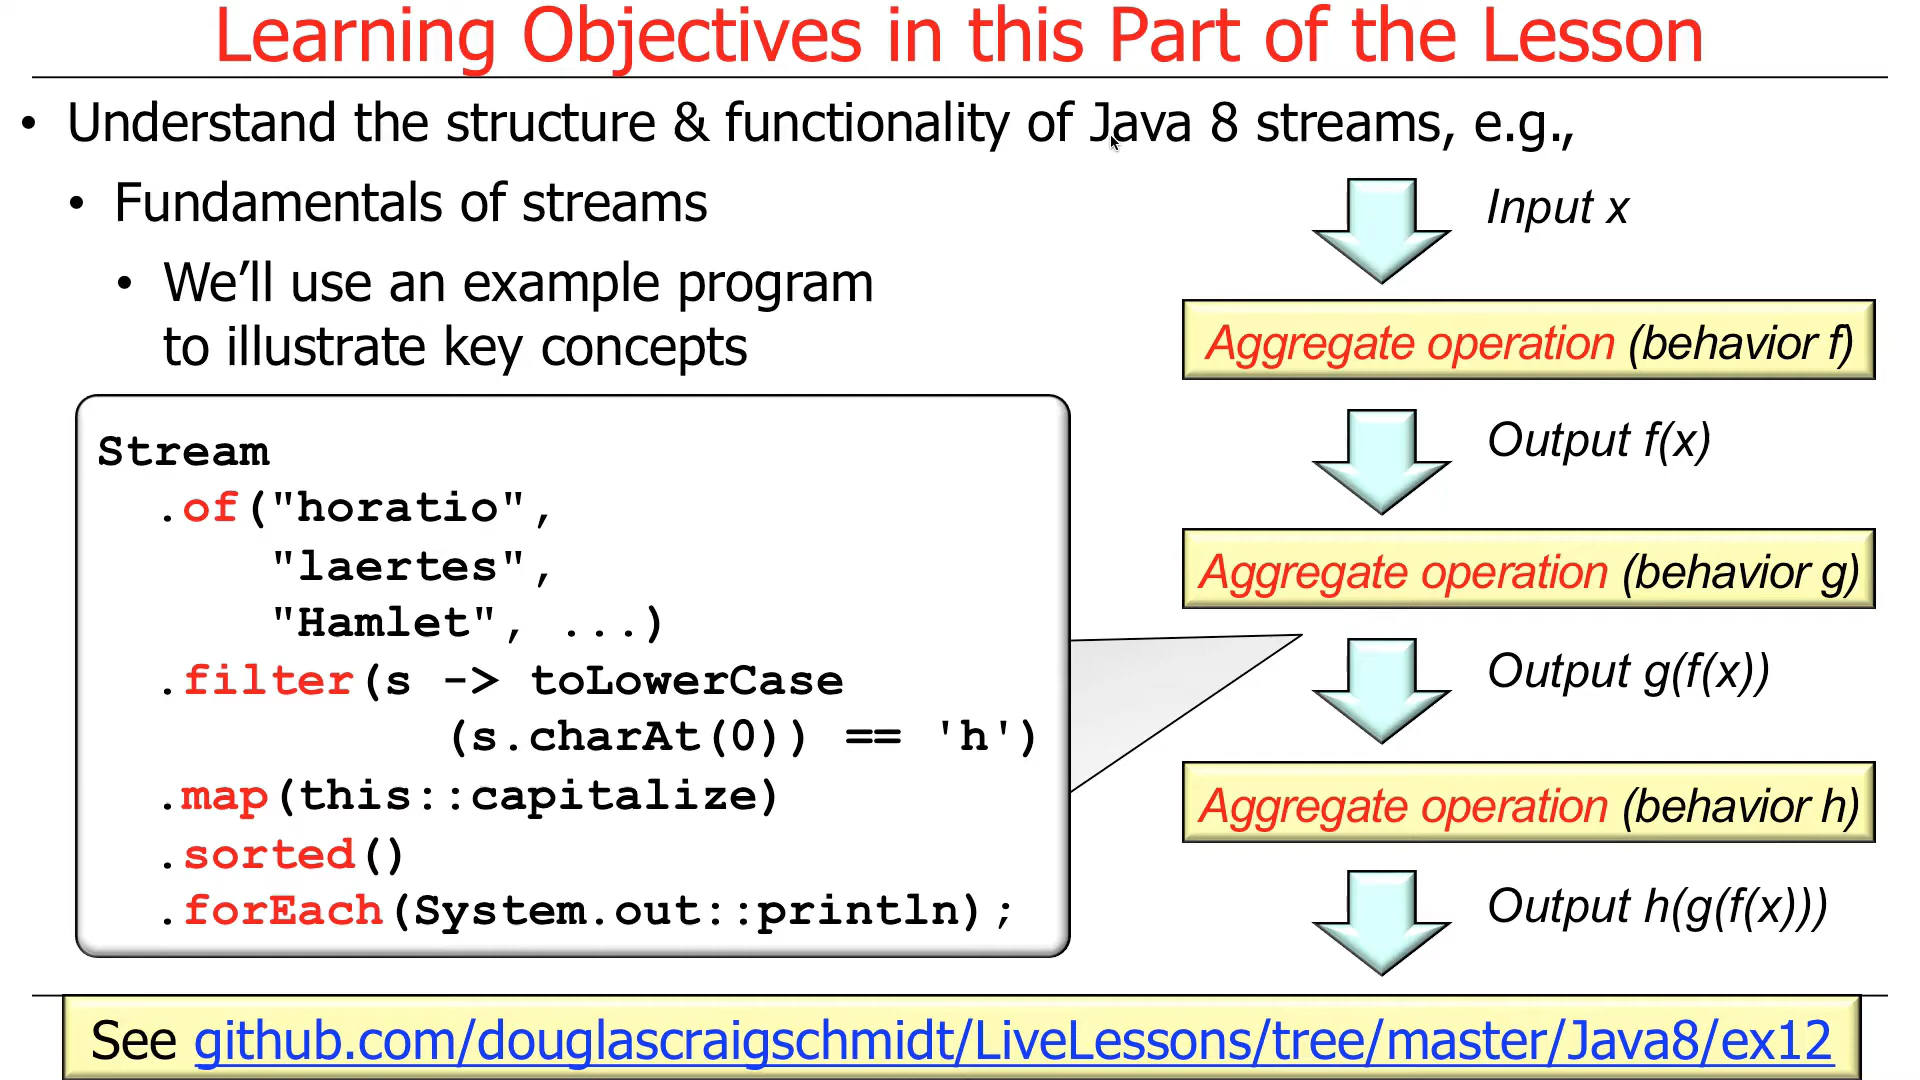 Learning Objectives in this Part of the Lesson
• Understand the structure & functionality of Java 8 streams, e.g.,
• Fundamentals of streams
• We’ll use an example program
to illustrate key concepts
Stream
.of("horatio",
"laertes",
"Hamlet", ...)
.filter(s -> toLowerCase
(s.charAt(0)) == 'h')
.map(this::capitalize)
.sorted()
.forEach(System.out::println);
Input x
Aggregate operation (behavior f)
Output f(x)
Aggregate operation (behavior g)
Output g(f(x))
Aggregate operation (behavior h)
Output h(g(f(x)))
See github.com/douglascraigschmidt/LiveLessons/tree/master/Java8/ex12